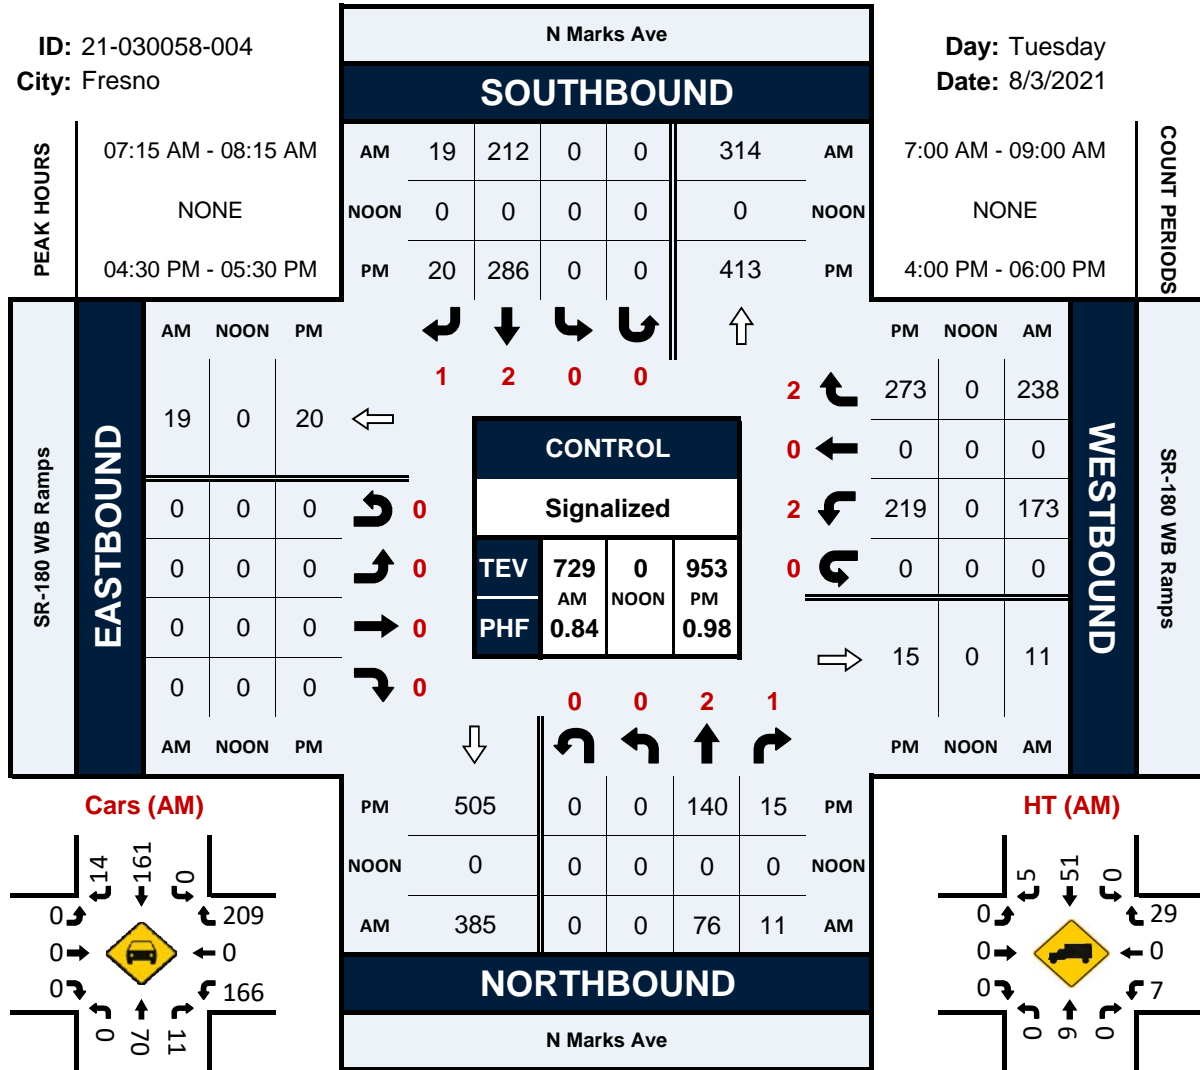 ID: 21-030058-004
City: Fresno
N Marks Ave
SOUTHBOUND
Day: Tuesday
Date: 8/3/2021
PEAK HOURS
07:15 AM - 08:15 AM
NONE
04:30 PM - 05:30 PM
AM 19 212 0 0 314 AM
NOON 0 0 0 0 0 NOON
PM 20 286 0 0 413 PM
7:00 AM - 09:00 AM
NONE
4:00 PM - 06:00 PM
COUNT PERIODS
1 2 0 0
SR-180 WB Ramps
EASTBOUND
AM NOON PM
19 0 20
0 0 0 0
0 0 0 0
0 0 0 0
0 0 0 0
AM NOON PM
CONTROL
Signalized
TEV 729 0 953
AM NOON PM
PHF 0.84 0.98
PM NOON AM
2 273 0 238
0 0 0 0
2 219 0 173
0 0 0 0
15 0 11
PM NOON AM
WESTBOUND
SR-180 WB Ramps
0 0 2 1
PM 505 0 0 140 15 PM
NOON 0 0 0 0 0 NOON
AM 385 0 0 76 11 AM
NORTHBOUND
N Marks Ave
Cars (AM)
14 161 0
0 209
0 0
0 166
0 70 11
HT (AM)
5 51 0
0 29
0 0
0 7
0 6 0